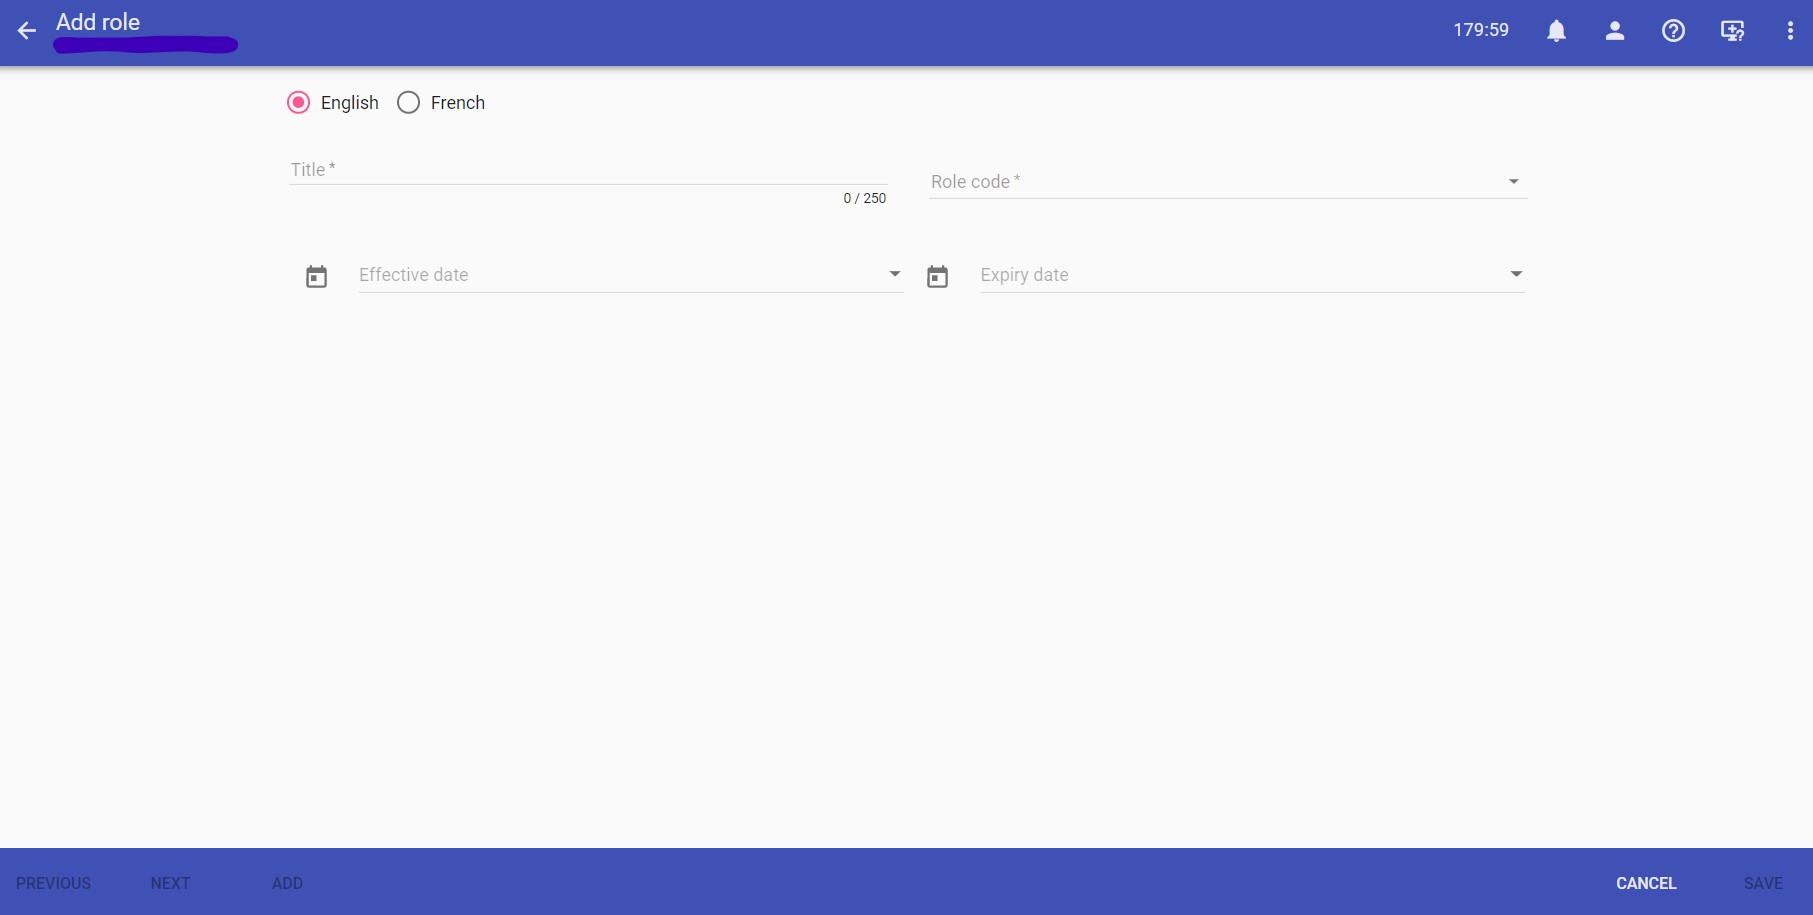 Add role
179:59
English French
Title *
0 / 250
Role code *
Effective date
Expiry date
PREVIOUS NEXT ADD CANCEL SAVE